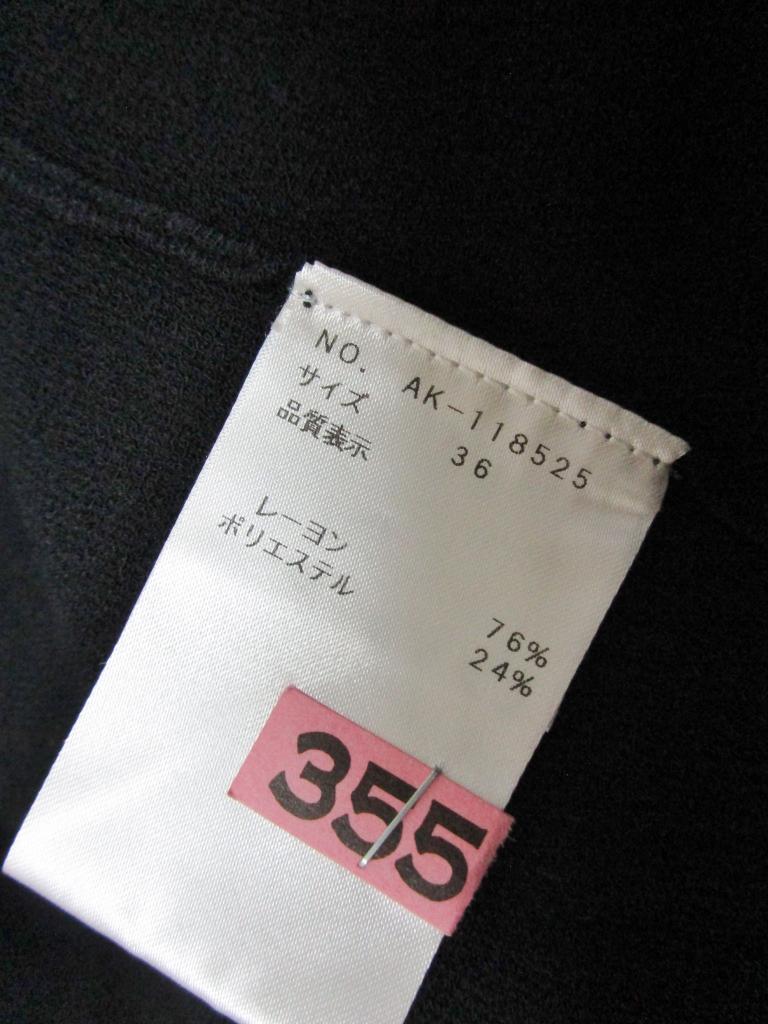 NO. AK-118525
サイズ 36
品質表示
レーヨン 76%
ポリエステル 24%
355